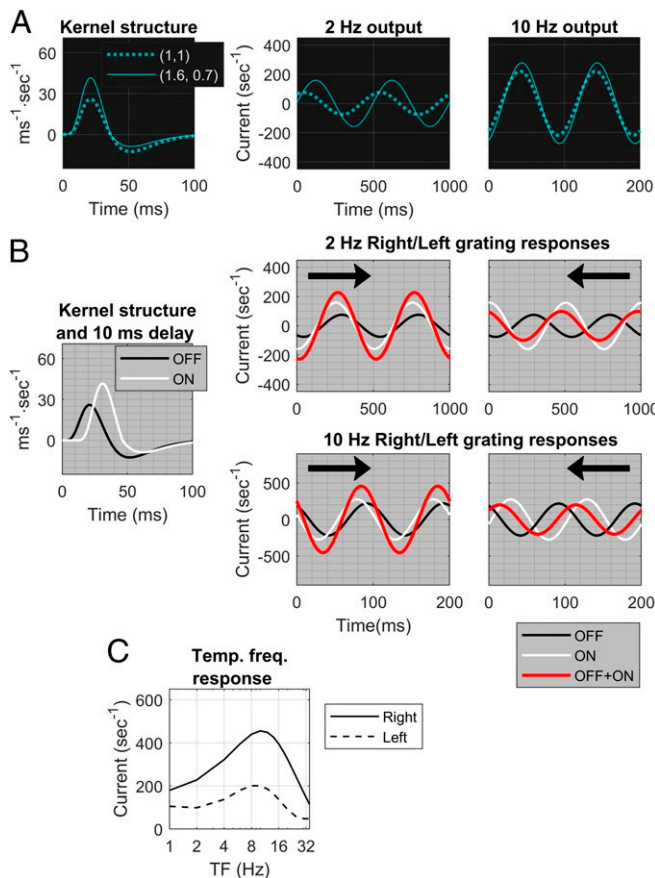 A
Kernel structure
2 Hz output
10 Hz output
60
30
0
ms⁻¹·sec⁻¹
(1,1)
(1.6, 0.7)
0 50 100
Time (ms)
400
200
0
-200
-400
Current (sec⁻¹)
0 500 1000
Time (ms)
0 100 200
Time (ms)
B
2 Hz Right/Left grating responses
Kernel structure
and 10 ms delay
60
30
0
ms⁻¹·sec⁻¹
OFF
ON
0 50 100
Time (ms)
400
200
0
-200
-400
Current (sec⁻¹)
0 500 1000
0 500 1000
10 Hz Right/Left grating responses
500
0
-500
Current (sec⁻¹)
0 100 200
0 100 200
Time(ms)
OFF
ON
OFF+ON
C
Temp. freq.
response
600
400
200
0
Current (sec⁻¹)
1 2 4 8 16 32
TF (Hz)
Right
Left